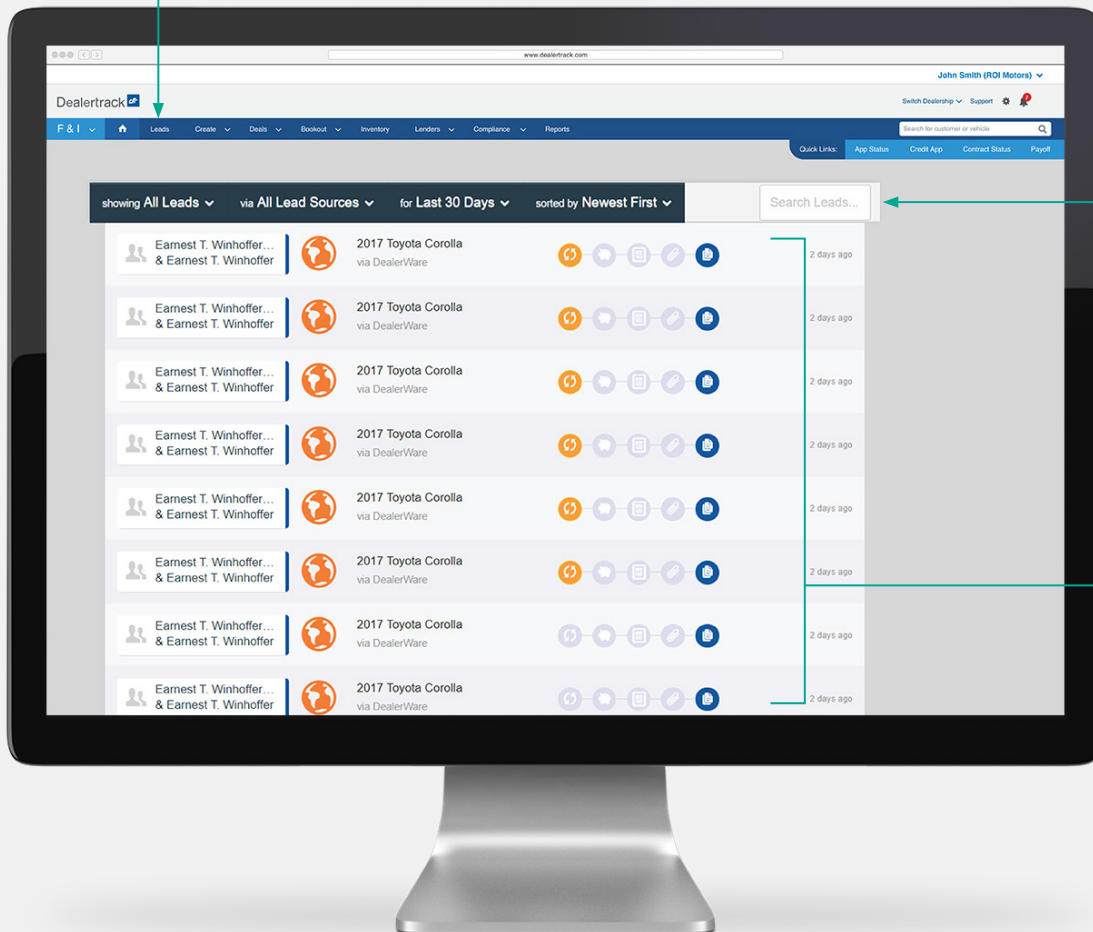 www.dealertrack.com
John Smith (ROI Motors)
Dealertrack dt
Switch Dealership Support 7
F & I Leads Create Deals Bookout Inventory Lenders Compliance Reports Search for customer or vehicle
Quick Links: App Status Credit App Contract Status Payoff
showing All Leads via All Lead Sources for Last 30 Days sorted by Newest First Search Leads...
Earnest T. Winhoffer... 2017 Toyota Corolla 2 days ago
& Earnest T. Winhoffer via DealerWare
Earnest T. Winhoffer... 2017 Toyota Corolla 2 days ago
& Earnest T. Winhoffer via DealerWare
Earnest T. Winhoffer... 2017 Toyota Corolla 2 days ago
& Earnest T. Winhoffer via DealerWare
Earnest T. Winhoffer... 2017 Toyota Corolla 2 days ago
& Earnest T. Winhoffer via DealerWare
Earnest T. Winhoffer... 2017 Toyota Corolla 2 days ago
& Earnest T. Winhoffer via DealerWare
Earnest T. Winhoffer... 2017 Toyota Corolla 2 days ago
& Earnest T. Winhoffer via DealerWare
Earnest T. Winhoffer... 2017 Toyota Corolla 2 days ago
& Earnest T. Winhoffer via DealerWare
Earnest T. Winhoffer... 2017 Toyota Corolla 2 days ago
& Earnest T. Winhoffer via DealerWare